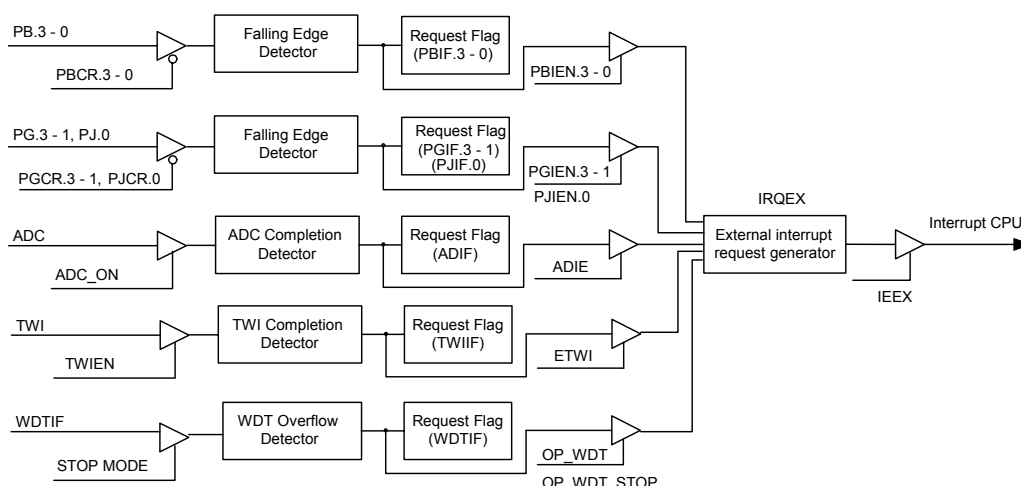 PB.3 - 0
PBCR.3 - 0
Falling Edge
Detector
Request Flag
(PBIF.3 - 0)
PBIEN.3 - 0
PG.3 - 1, PJ.0
PGCR.3 - 1, PJCR.0
Falling Edge
Detector
Request Flag
(PGIF.3 - 1)
(PJIF.0)
PGIEN.3 - 1
PJIEN.0
ADC
ADC_ON
ADC Completion
Detector
Request Flag
(ADIF)
ADIE
IRQEX
External interrupt
request generator
Interrupt CPU
IEEX
TWI
TWIEN
TWI Completion
Detector
Request Flag
(TWIIF)
ETWI
WDTIF
STOP MODE
WDT Overflow
Detector
Request Flag
(WDTIF)
OP_WDT
OP_WDT_STOP